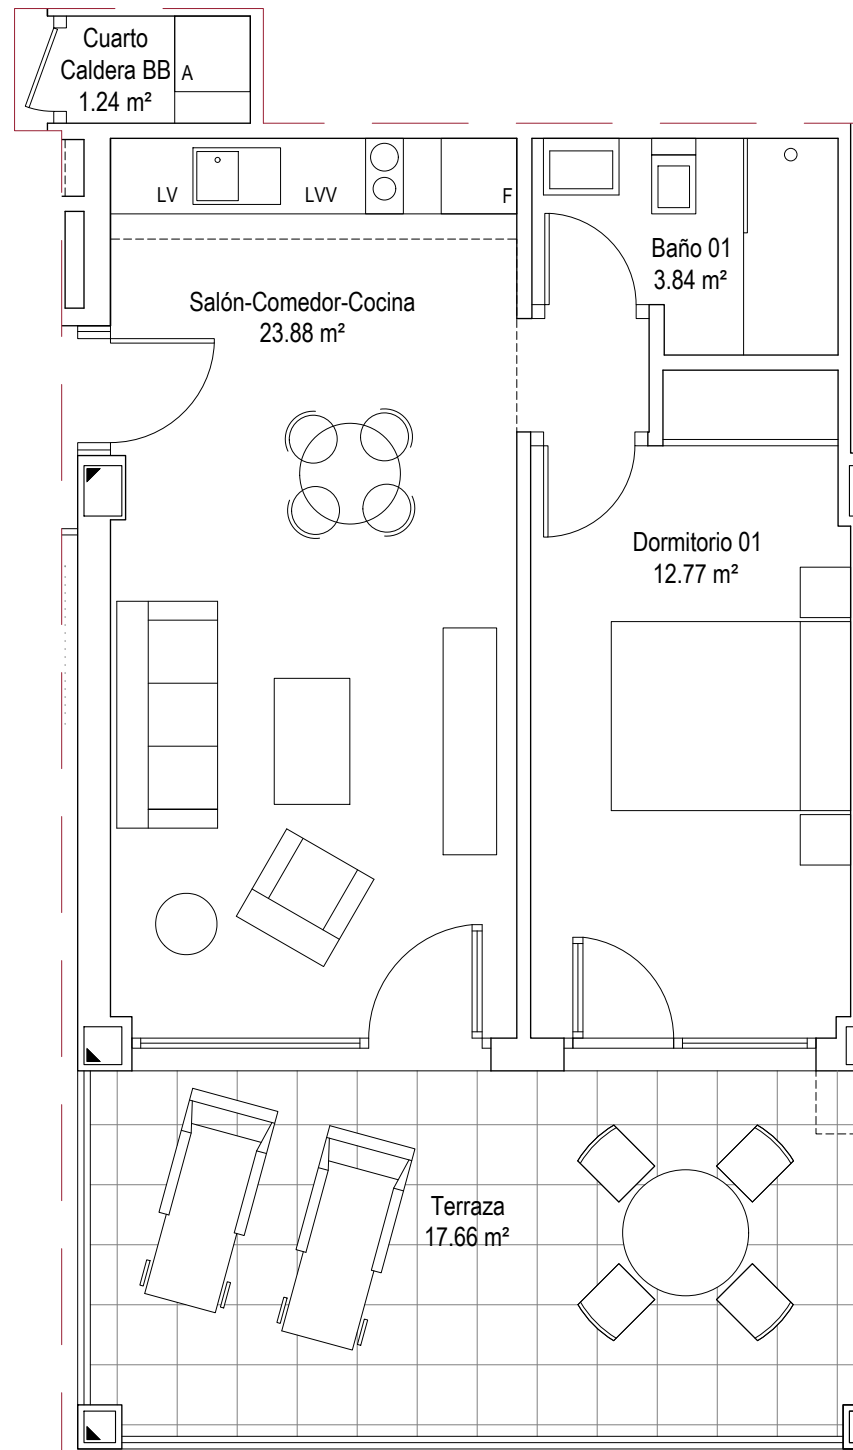 Cuarto
Caldera BB
1.24 m²
A
LV
LVV
F
Baño 01
3.84 m²
Salón-Comedor-Cocina
23.88 m²
Dormitorio 01
12.77 m²
Terraza
17.66 m²